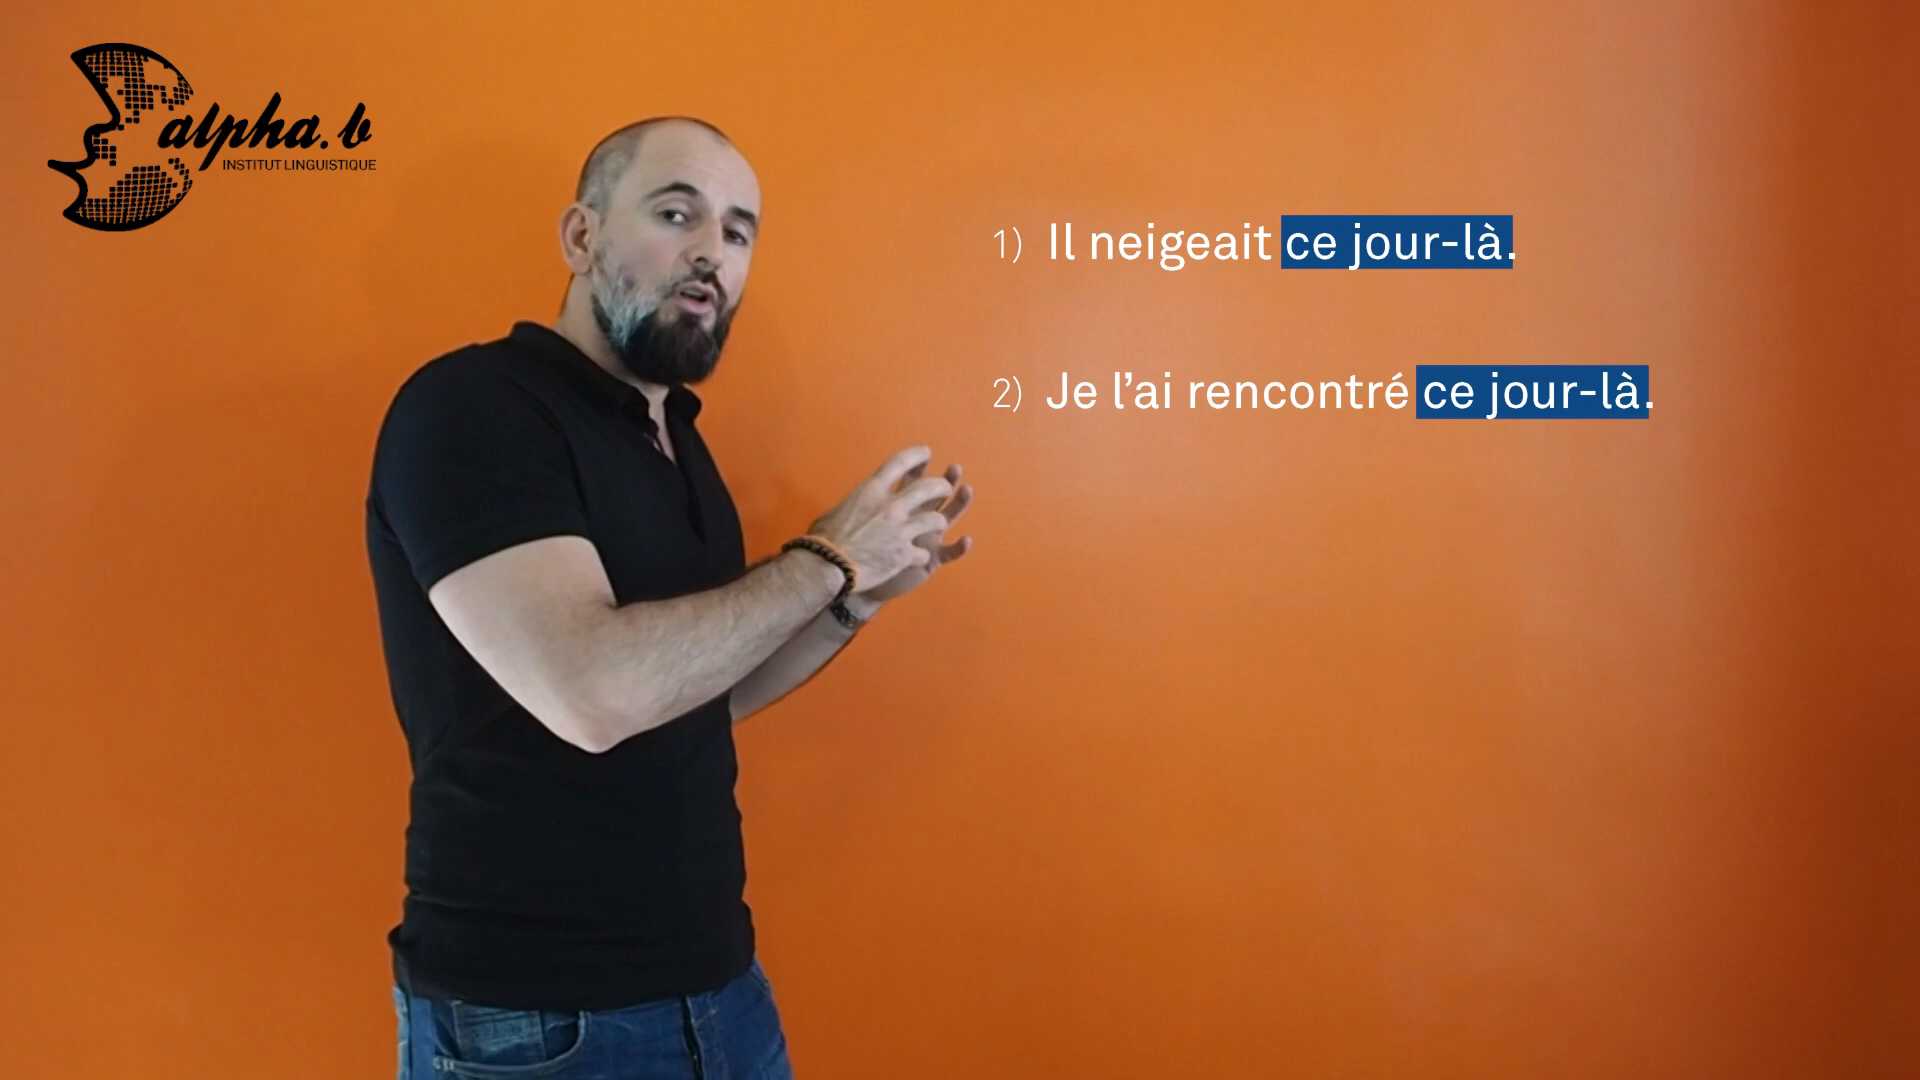 alpha.b
INSTITUT LINGUISTIQUE
1) Il neigeait ce jour-là.
2) Je l’ai rencontré ce jour-là.